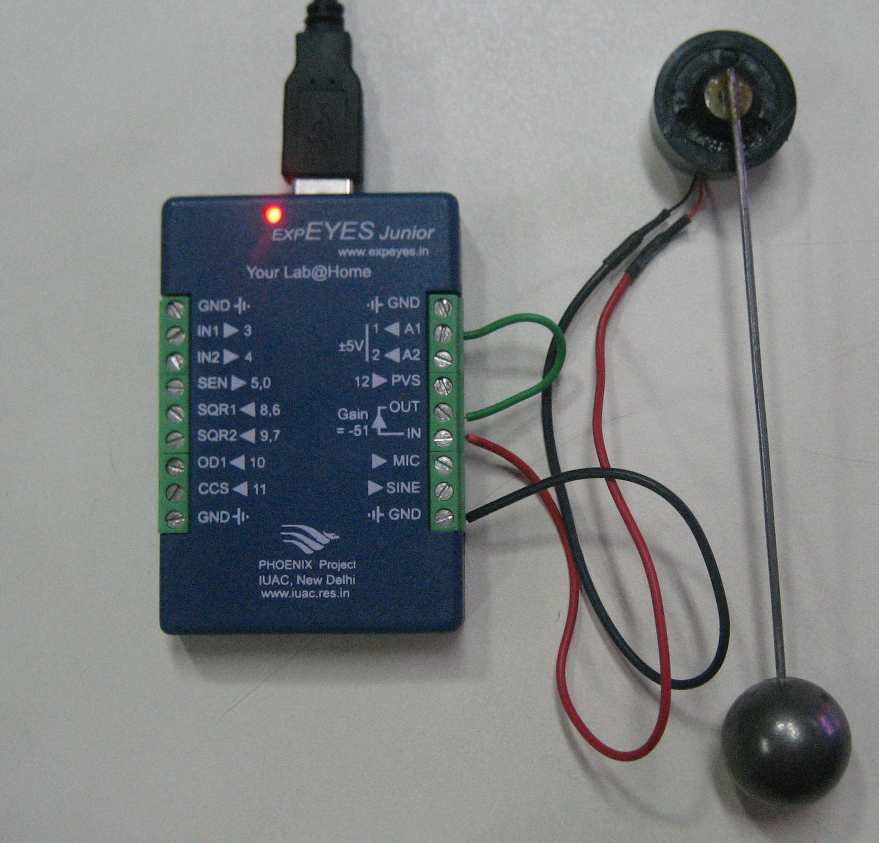 EXPEYES Junior
www.expeyes.in
Your Lab@Home
GND
IN1 ▶ 3
IN2 ▶ 4
SEN ▶ 5,0
SQR1 ◀ 8,6
SQR2 ◀ 9,7
OD1 ◀ 10
CCS ◀ 11
GND
GND
±5V
1 ◀ A1
2 ◀ A2
12 ▶ PVS
Gain
= -51
OUT
IN
▶ MIC
▶ SINE
GND
PHOENIX Project
IUAC, New Delhi
www.iuac.res.in